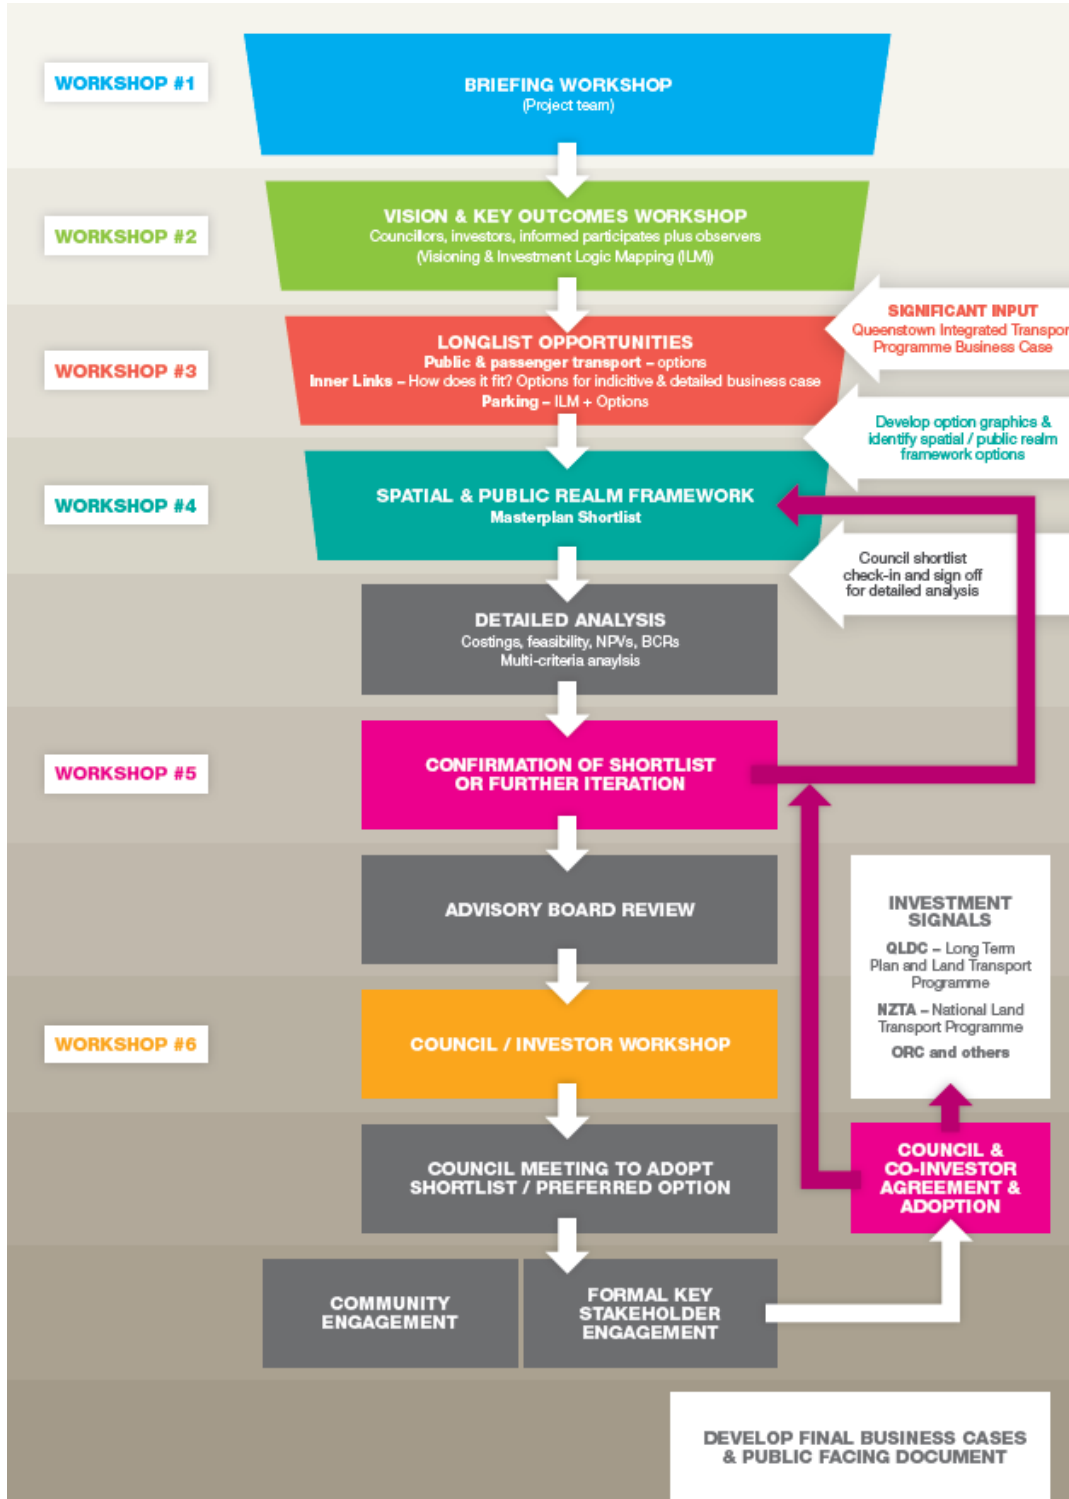 WORKSHOP #1
BRIEFING WORKSHOP
(Project team)
WORKSHOP #2
VISION & KEY OUTCOMES WORKSHOP
Councillors, investors, informed participates plus observers
(Visioning & Investment Logic Mapping (ILM))
WORKSHOP #3
LONGLIST OPPORTUNITIES
Public & passenger transport – options
Inner Links – How does it fit? Options for indicitive & detailed business case
Parking – ILM + Options
SIGNIFICANT INPUT
Queenstown Integrated Transpor
Programme Business Case
Develop option graphics &
identify spatial / public realm
framework options
WORKSHOP #4
SPATIAL & PUBLIC REALM FRAMEWORK
Masterplan Shortlist
Council shortlist
check-in and sign off
for detailed analysis
DETAILED ANALYSIS
Costings, feasibility, NPVs, BCRs
Multi-criteria anaylsis
WORKSHOP #5
CONFIRMATION OF SHORTLIST
OR FURTHER ITERATION
ADVISORY BOARD REVIEW
INVESTMENT
SIGNALS
QLDC – Long Term
Plan and Land Transport
Programme
NZTA – National Land
Transport Programme
ORC and others
WORKSHOP #6
COUNCIL / INVESTOR WORKSHOP
COUNCIL MEETING TO ADOPT
SHORTLIST / PREFERRED OPTION
COUNCIL &
CO-INVESTOR
AGREEMENT &
ADOPTION
COMMUNITY
ENGAGEMENT
FORMAL KEY
STAKEHOLDER
ENGAGEMENT
DEVELOP FINAL BUSINESS CASES
& PUBLIC FACING DOCUMENT